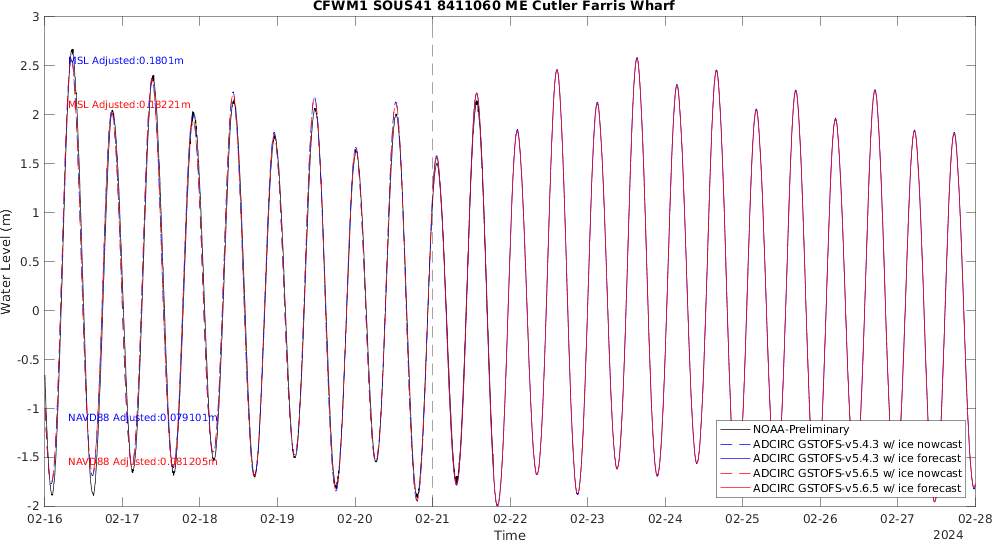 CFWM1 SOUS41 8411060 ME Cutler Farris Wharf
3
2.5
2
1.5
1
0.5
0
-0.5
-1
-1.5
-2
Water Level (m)
MSL Adjusted:0.1801m
MSL Adjusted:0.18221m
NAVD88 Adjusted:0.079101m
NAVD88 Adjusted:0.081205m
NOAA-Preliminary
ADCIRC GSTOFS-v5.4.3 w/ ice nowcast
ADCIRC GSTOFS-v5.4.3 w/ ice forecast
ADCIRC GSTOFS-v5.6.5 w/ ice nowcast
ADCIRC GSTOFS-v5.6.5 w/ ice forecast
02-16 02-17 02-18 02-19 02-20 02-21 02-22 02-23 02-24 02-25 02-26 02-27 02-28
Time
2024